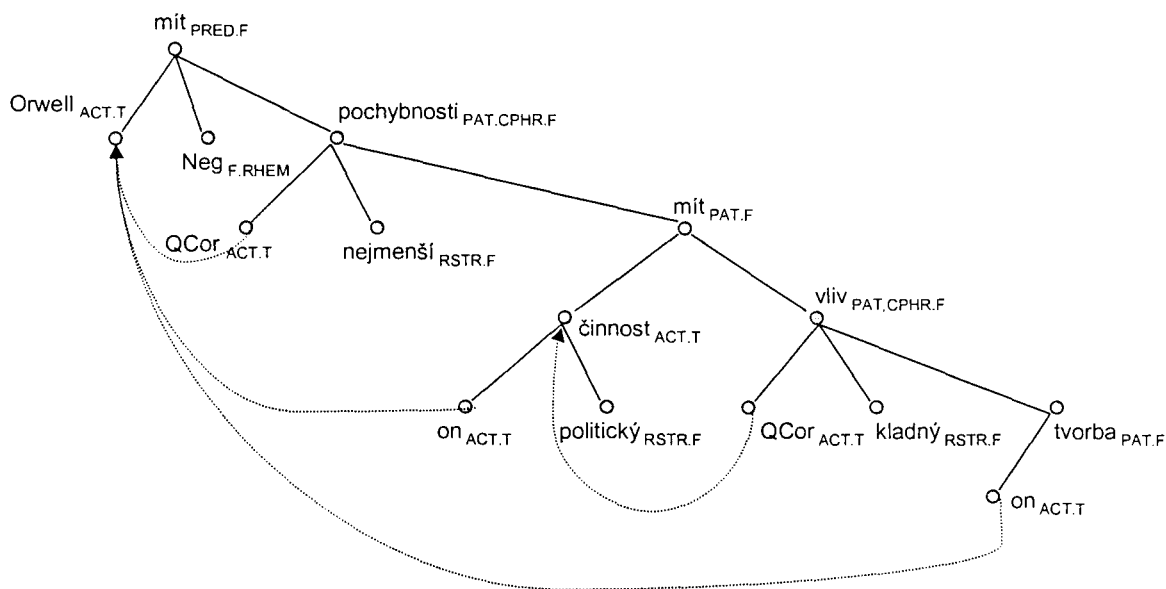 mít PRED.F
Orwell ACT.T
Neg F.RHEM
pochybnosti PAT.CPHR.F
QCor ACT.T
nejmenší RSTR.F
mít PAT.F
činnost ACT.T
vliv PAT,CPHR.F
on ACT.T
politický RSTR.F
QCor ACT.T
kladný RSTR.F
tvorba PAT.F
on ACT.T